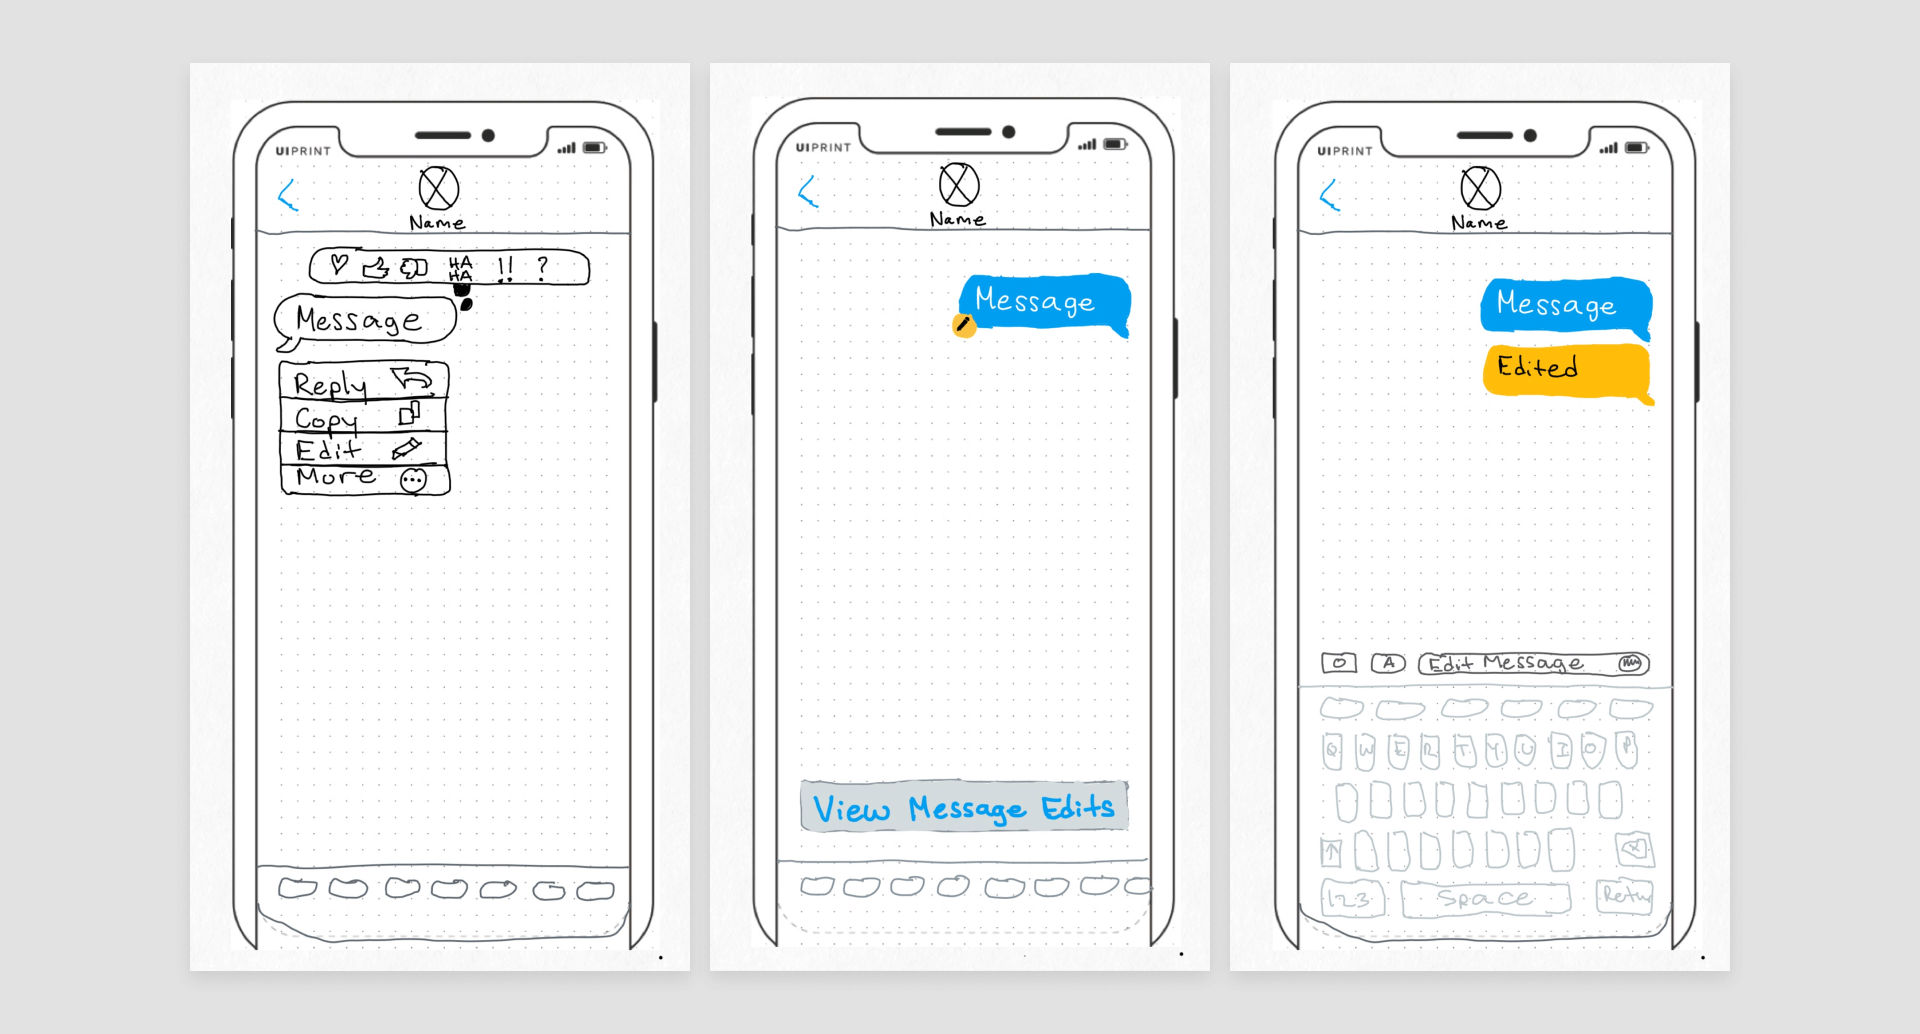 UIPRINT
Name
HA
HA
!! ?
Message
Reply
Copy
Edit
More
UIPRINT
Name
Message
View Message Edits
UIPRINT
Name
Message
Edited
A Edit Message
Q W E R T Y U I O P
123 Space